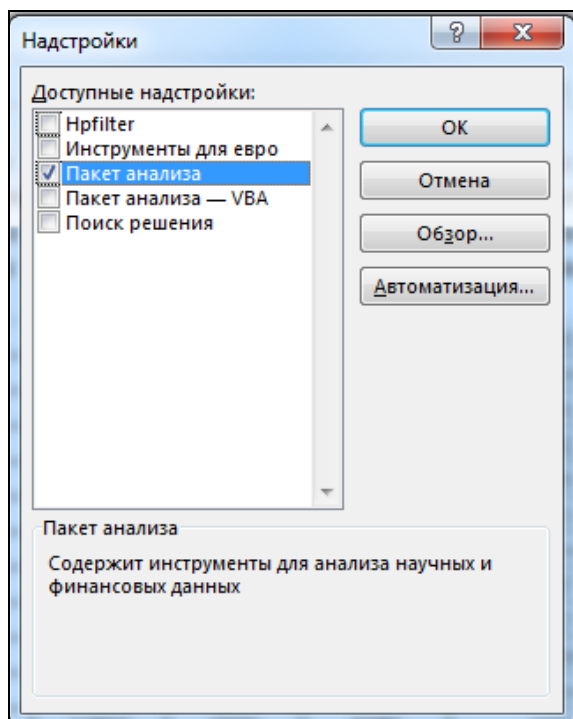 Надстройки
Доступные надстройки:
Hpfilter
Инструменты для евро
Пакет анализа
Пакет анализа — VBA
Поиск решения
ОК
Отмена
Обзор...
Автоматизация...
Пакет анализа
Содержит инструменты для анализа научных и
финансовых данных